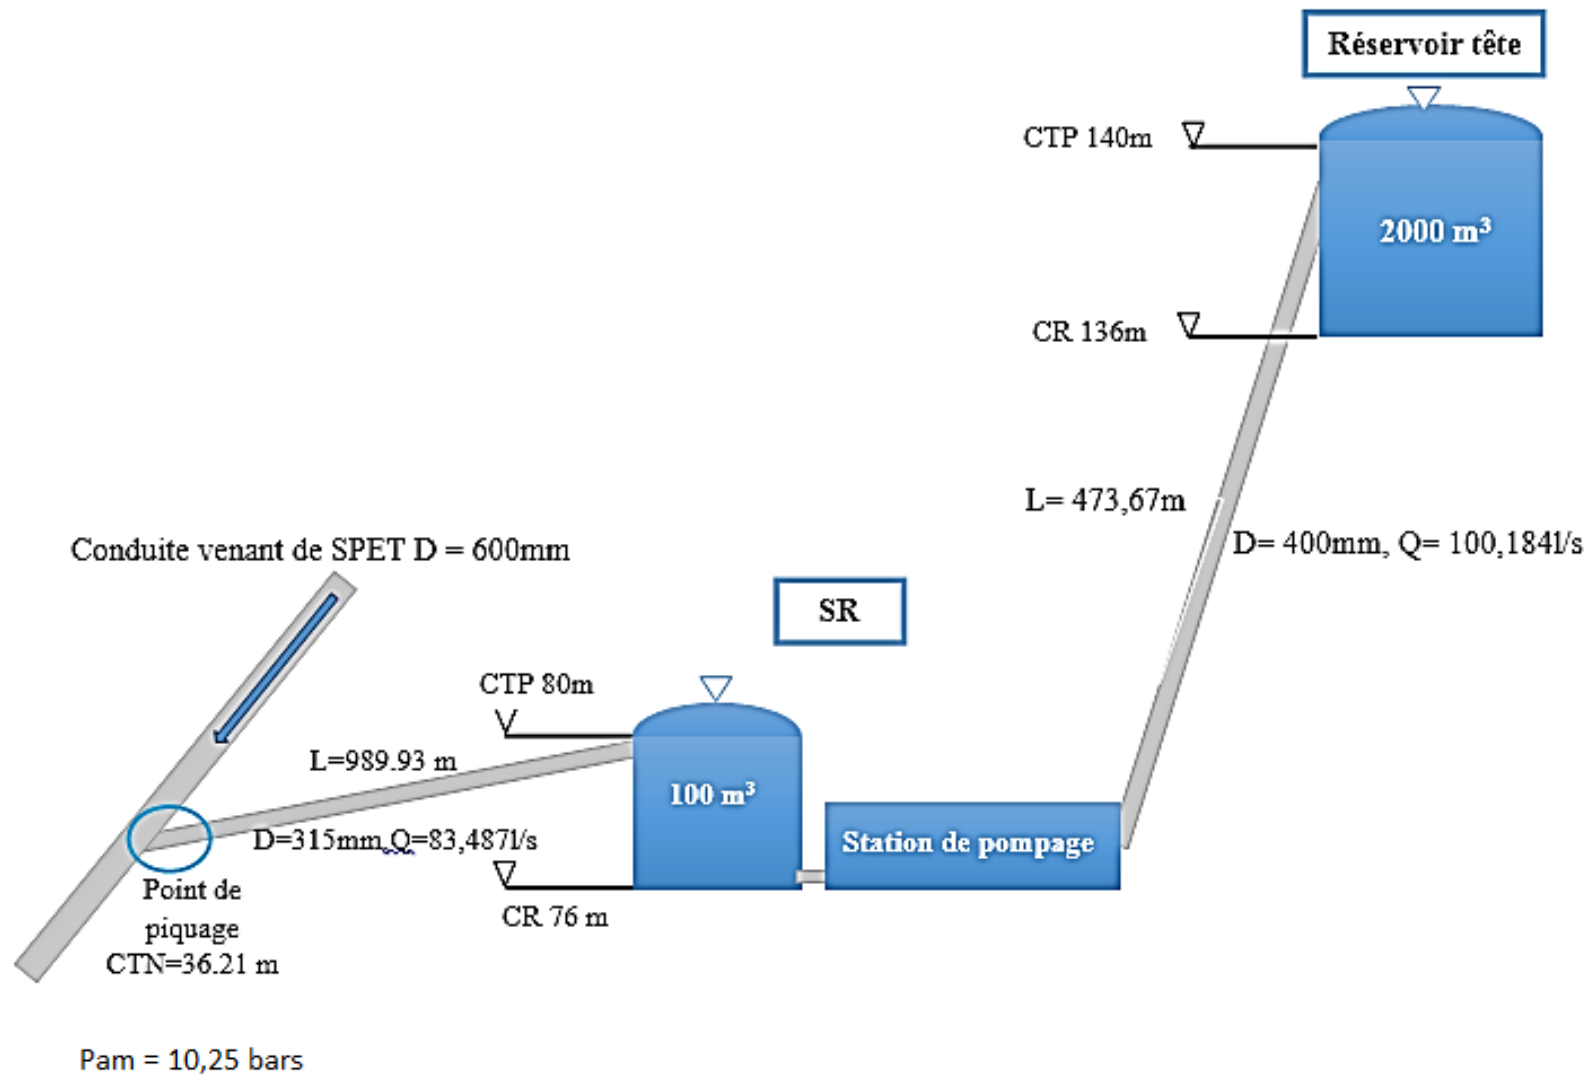 Réservoir tête
CTP 140m
2000 m³
CR 136m
L= 473,67m
D= 400mm, Q= 100,184l/s
Conduite venant de SPET D = 600mm
SR
CTP 80m
L=989.93 m
100 m³
D=315mm,Q=83,487l/s
Station de pompage
CR 76 m
Point de
piquage
CTN=36.21 m
Pam = 10,25 bars